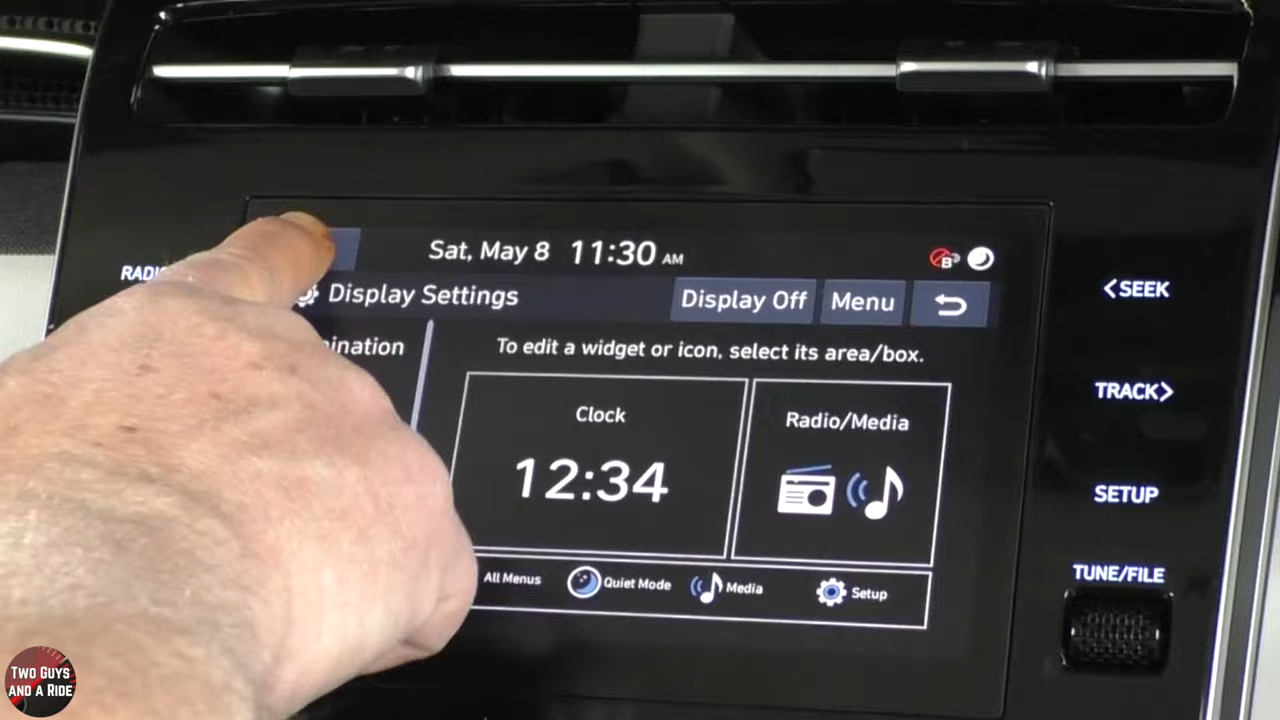 Sat, May 8 11:30 AM
B
RADI
Display Settings
Display Off
Menu
<SEEK
ination
To edit a widget or icon, select its area/box.
Clock
12:34
Radio/Media
TRACK>
SETUP
All Menus
Quiet Mode
Media
Setup
TUNE/FILE
TWO GUYS
AND A RIDE